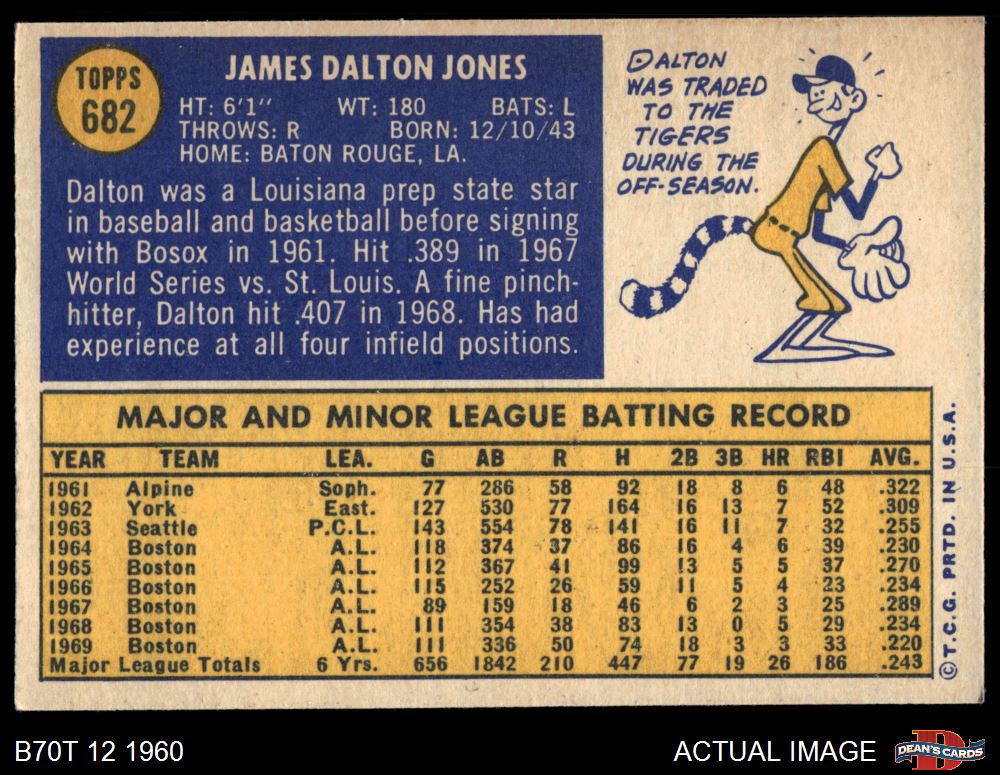 TOPPS
682
JAMES DALTON JONES
HT: 6'1" WT: 180 BATS: L
THROWS: R BORN: 12/10/43
HOME: BATON ROUGE, LA.
Dalton was a Louisiana prep state star
in baseball and basketball before signing
with Bosox in 1961. Hit .389 in 1967
World Series vs. St. Louis. A fine pinch-
hitter, Dalton hit .407 in 1968. Has had
experience at all four infield positions.
DALTON
WAS TRADED
TO THE
TIGERS
DURING THE
OFF-SEASON.
MAJOR AND MINOR LEAGUE BATTING RECORD
YEAR TEAM LEA. G AB R H 2B 3B HR RBI AVG.
1961 Alpine Soph. 77 286 58 92 18 8 6 48 .322
1962 York East. 127 530 77 164 16 13 7 52 .309
1963 Seattle P.C.L. 143 554 78 141 16 11 7 32 .255
1964 Boston A.L. 118 374 37 86 16 4 6 39 .230
1965 Boston A.L. 112 367 41 99 13 5 5 37 .270
1966 Boston A.L. 115 252 26 59 11 5 4 23 .234
1967 Boston A.L. 89 159 18 46 6 2 3 25 .289
1968 Boston A.L. 111 354 38 83 13 0 5 29 .234
1969 Boston A.L. 111 336 50 74 18 3 3 33 .220
Major League Totals 6 Yrs. 656 1842 210 447 77 19 26 186 .243
©T.C.G. PRTD. IN U.S.A.
B70T 12 1960
ACTUAL IMAGE
DEAN'S CARDS